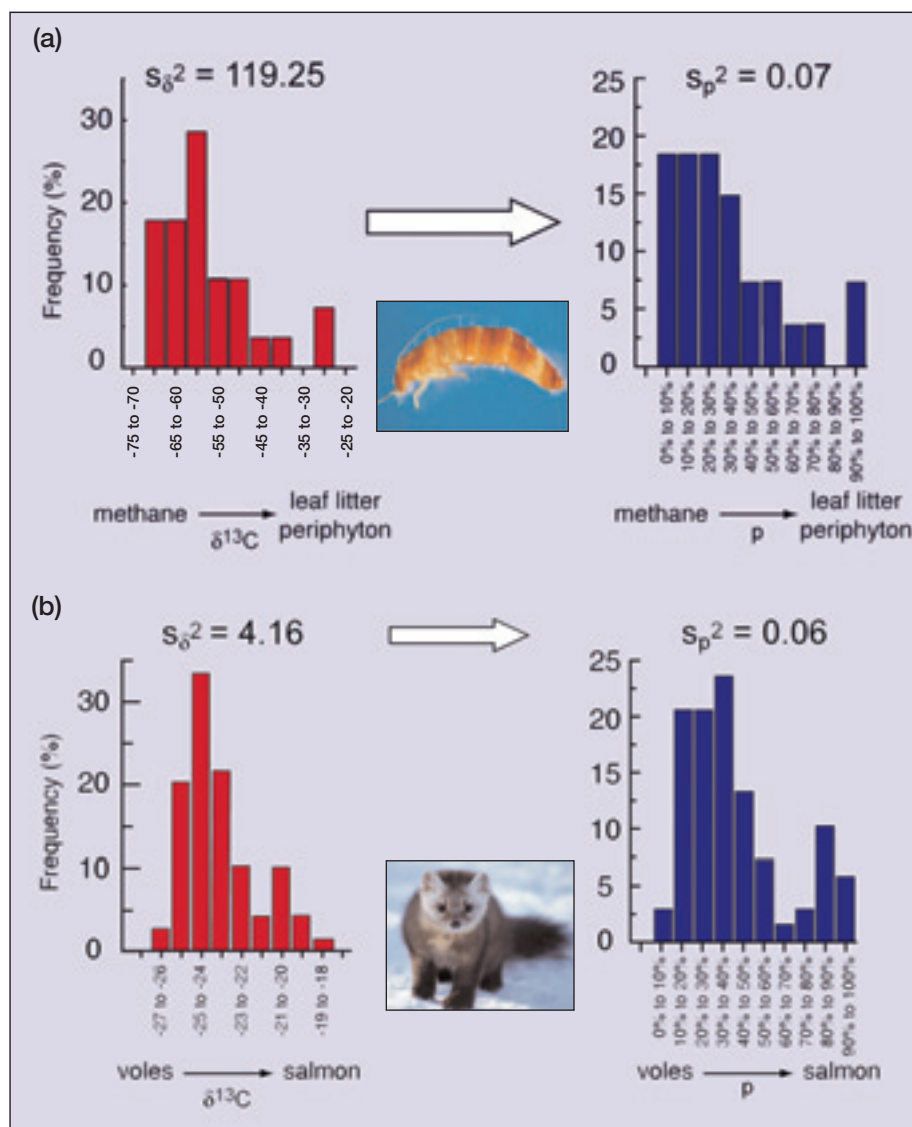 (a)
sδ² = 119.25
sp² = 0.07
Frequency (%)
30
20
10
0
25
20
15
10
5
0
-75 to -70
-65 to -60
-55 to -50
-45 to -40
-35 to -30
-25 to -20
0% to 10%
10% to 20%
20% to 30%
30% to 40%
40% to 50%
50% to 60%
60% to 70%
70% to 80%
80% to 90%
90% to 100%
methane
leaf litter
periphyton
δ¹³C
methane
leaf litter
periphyton
p
(b)
sδ² = 4.16
sp² = 0.06
Frequency (%)
30
20
10
0
25
20
15
10
5
0
-27 to -26
-25 to -24
-23 to -22
-21 to -20
-19 to -18
0% to 10%
10% to 20%
20% to 30%
30% to 40%
40% to 50%
50% to 60%
60% to 70%
70% to 80%
80% to 90%
90% to 100%
voles
salmon
δ¹³C
voles
salmon
p